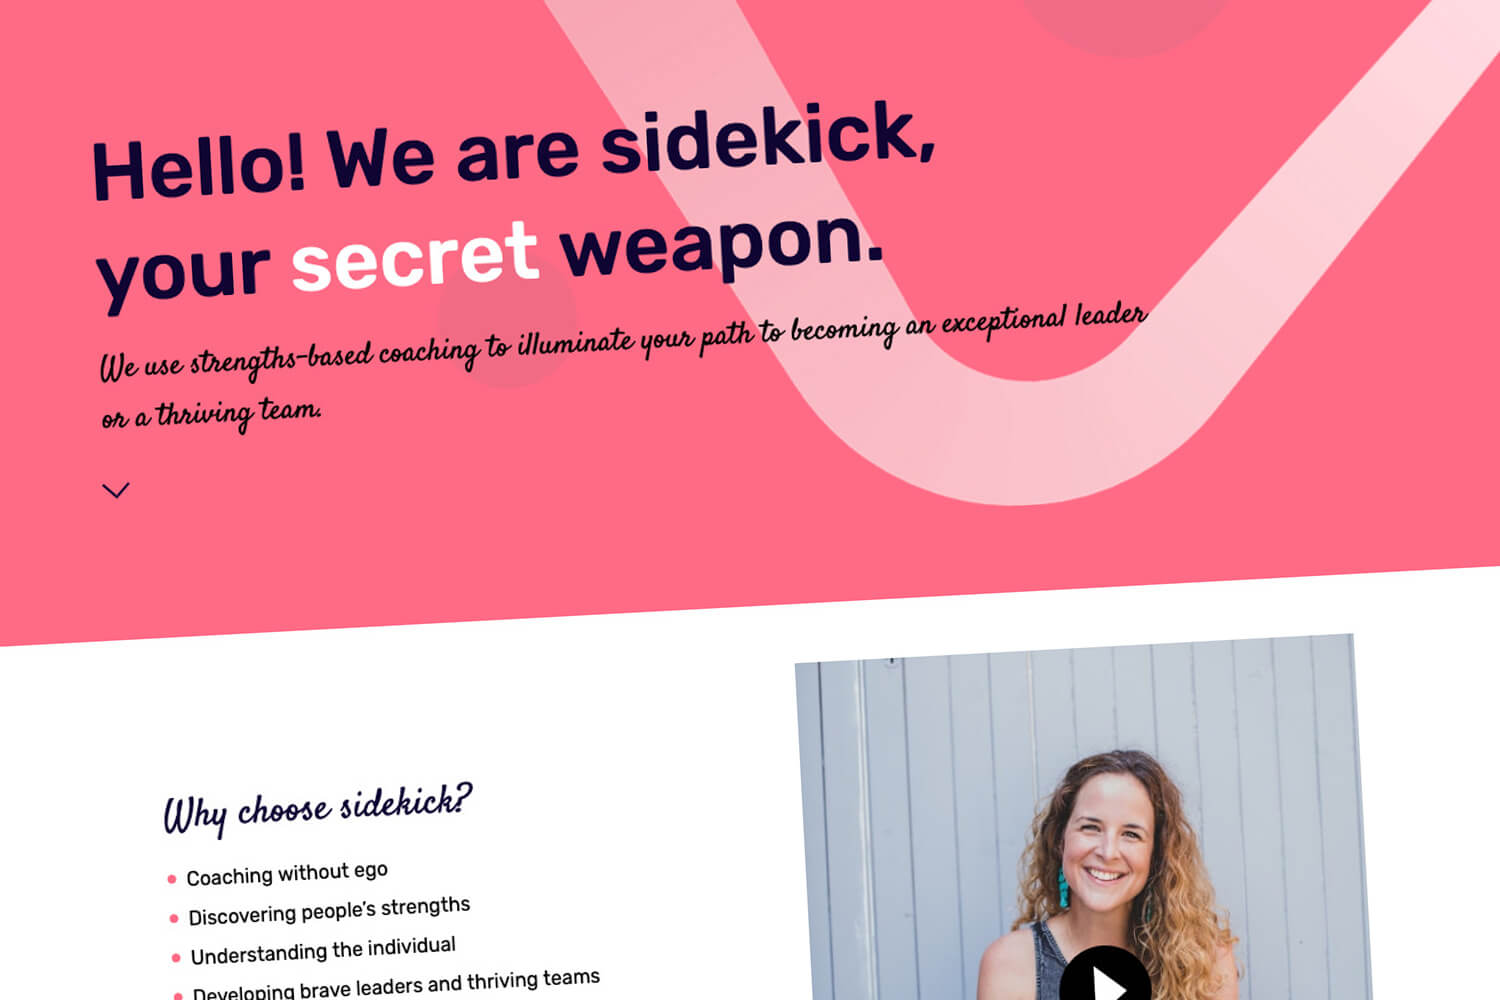 Hello! We are sidekick,
your secret weapon.
We use strengths-based coaching to illuminate your path to becoming an exceptional leader
or a thriving team.
Why choose sidekick?
Coaching without ego
Discovering people's strengths
Understanding the individual
Developing brave leaders and thriving teams